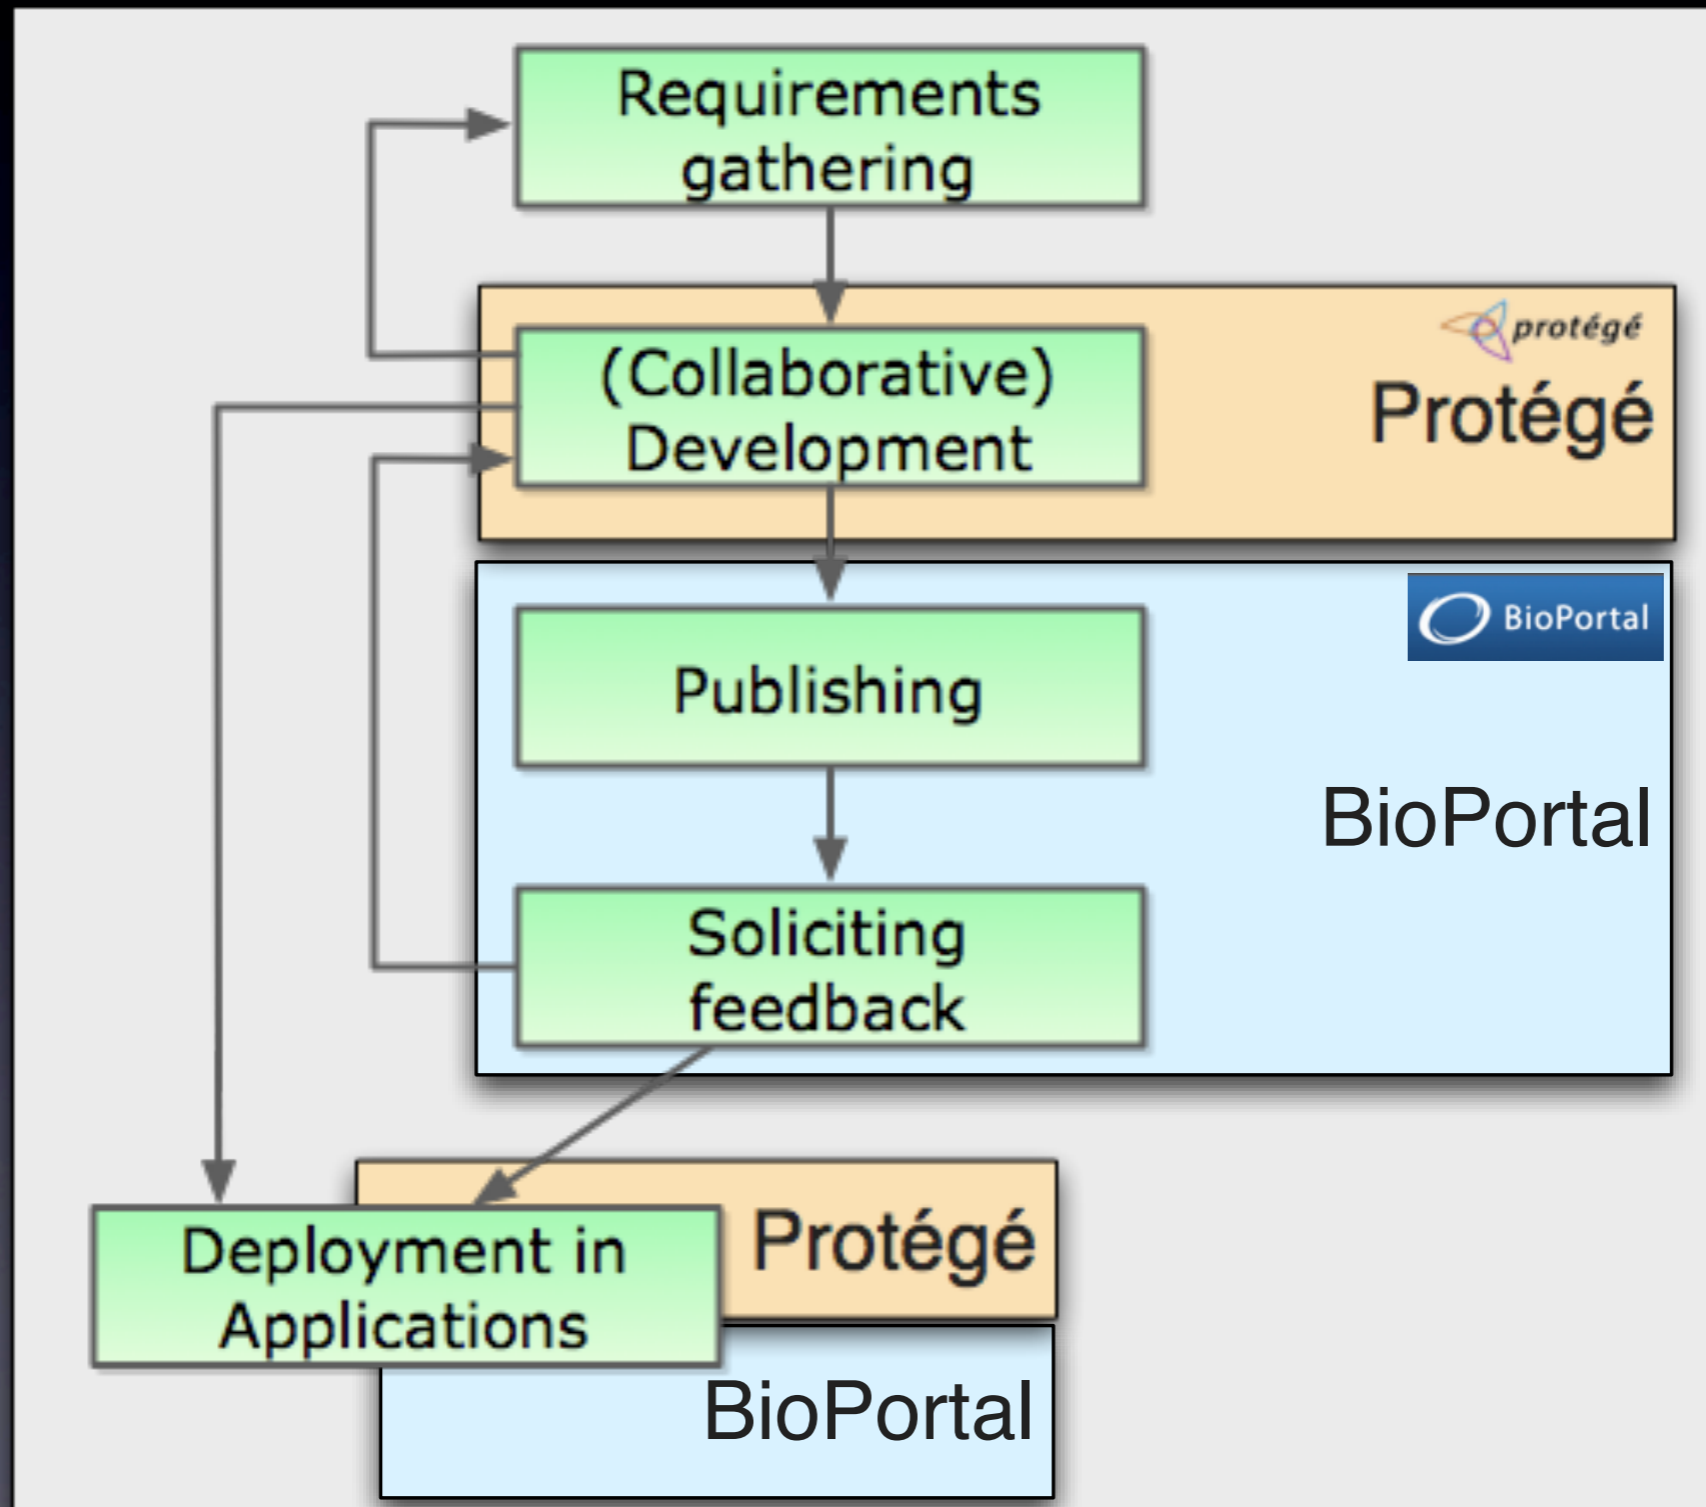 Requirements
gathering
protégé
(Collaborative)
Development
Protégé
BioPortal
Publishing
BioPortal
Soliciting
feedback
Deployment in
Applications
Protégé
BioPortal